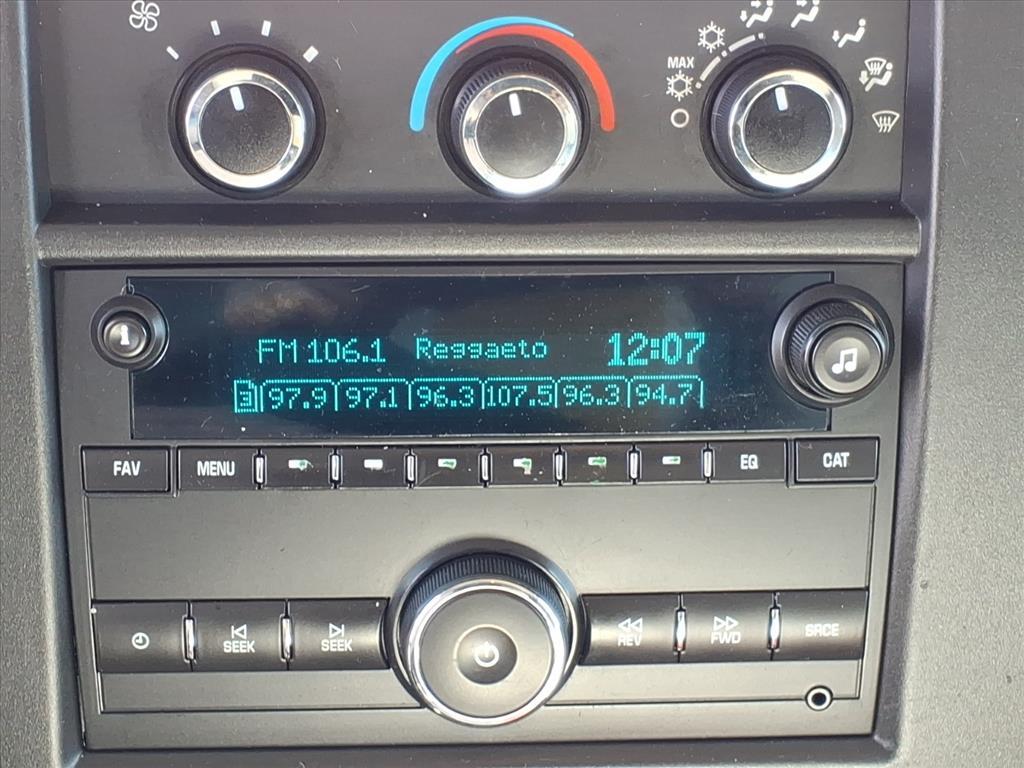 MAX
FM 106.1 Reggaeto 12:07
3 97.9 97.1 96.3 107.5 96.3 94.7
FAV MENU EQ CAT
SEEK SEEK REV FWD SRCE